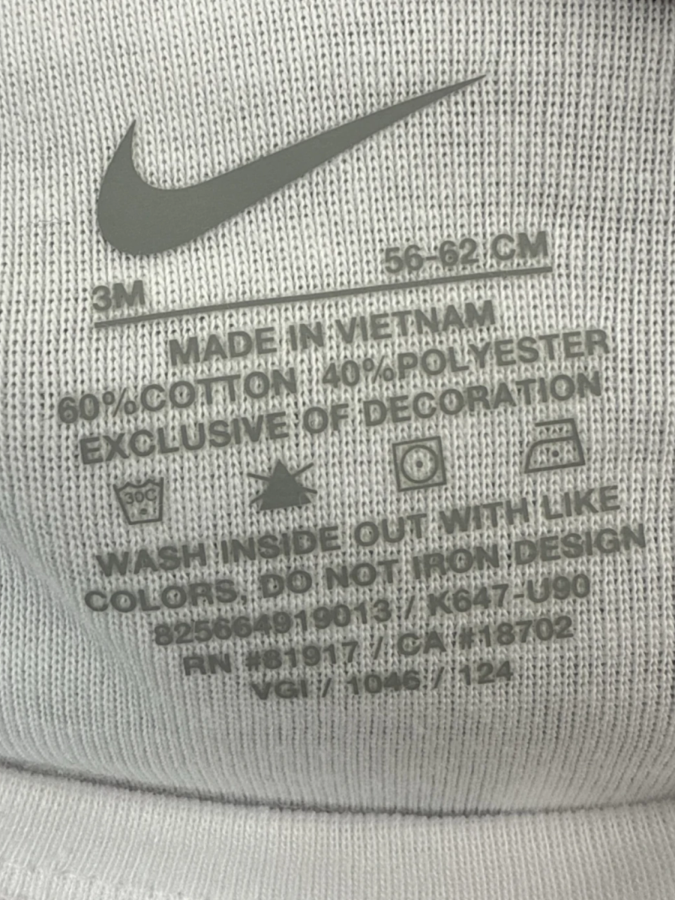 3M 56-62 CM
MADE IN VIETNAM
60%COTTON 40%POLYESTER
EXCLUSIVE OF DECORATION
30C
WASH INSIDE OUT WITH LIKE
COLORS. DO NOT IRON DESIGN
825664919013 / K647-U90
RN #81917 / CA #18702
VGI / 1046 / 124